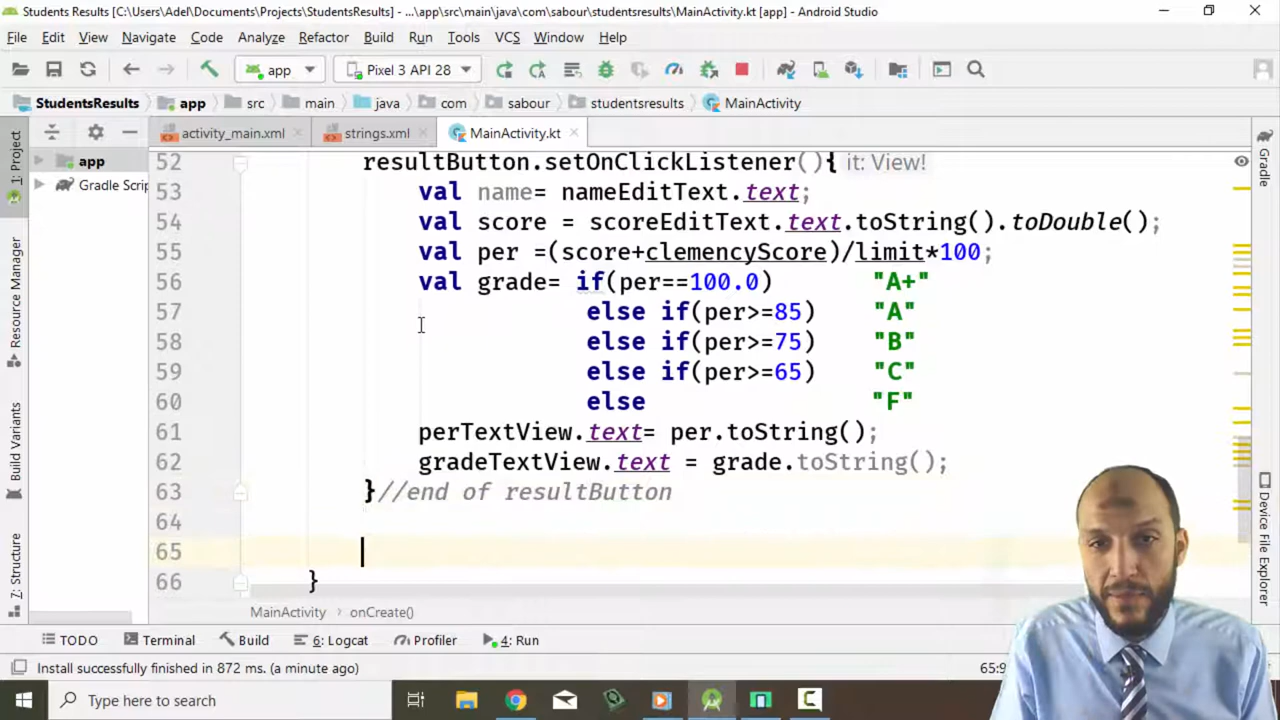 Students Results [C:\Users\Adel\Documents\Projects\StudentsResults] - ...\app\src\main\java\com\sabour\studentsresults\MainActivity.kt [app] - Android Studio
File Edit View Navigate Code Analyze Refactor Build Run Tools VCS Window Help
app Pixel 3 API 28
StudentsResults app src main java com sabour studentsresults MainActivity
1: Project
Resource Manager
Build Variants
7: Structure
app
Gradle Scrip
activity_main.xml strings.xml MainActivity.kt
52 resultButton.setOnClickListener(){ it: View!
53 val name= nameEditText.text;
54 val score = scoreEditText.text.toString().toDouble();
55 val per =(score+clemencyScore)/limit*100;
56 val grade= if(per==100.0) "A+"
57 else if(per>=85) "A"
58 else if(per>=75) "B"
59 else if(per>=65) "C"
60 else "F"
61 perTextView.text= per.toString();
62 gradeTextView.text = grade.toString();
63 }//end of resultButton
64
65
66 }
Gradle
Device File Explorer
MainActivity onCreate()
TODO Terminal Build 6: Logcat Profiler 4: Run
Install successfully finished in 872 ms. (a minute ago) 65:9
Type here to search